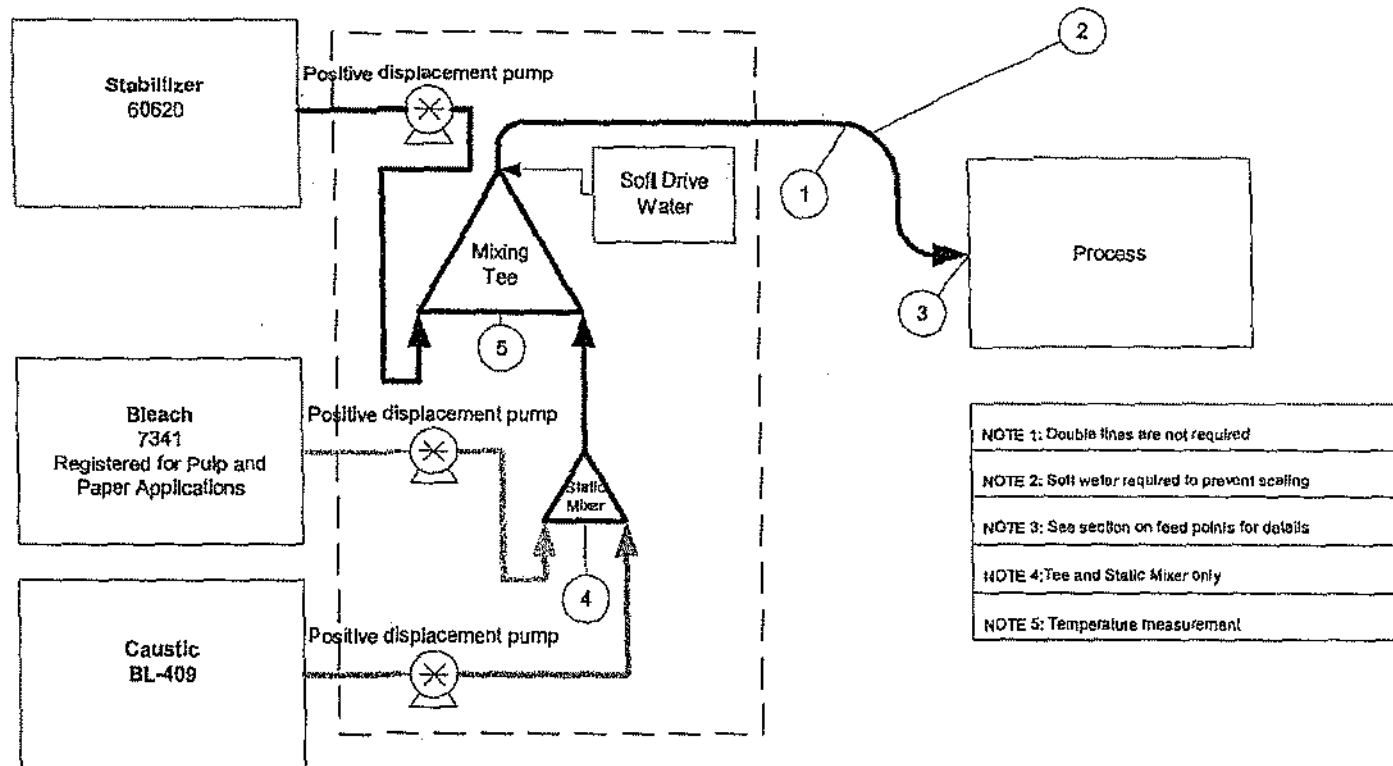 Stabilizer
60620
Positive displacement pump
2
1
Soft Drive
Water
Mixing
Tee
Process
3
5
Bleach
7341
Registered for Pulp and
Paper Applications
Positive displacement pump
Static
Mixer
4
Caustic
BL-409
Positive displacement pump
NOTE 1: Double lines are not required
NOTE 2: Soft water required to prevent scaling
NOTE 3: See section on feed points for details
NOTE 4:Tee and Static Mixer only
NOTE 5: Temperature measurement